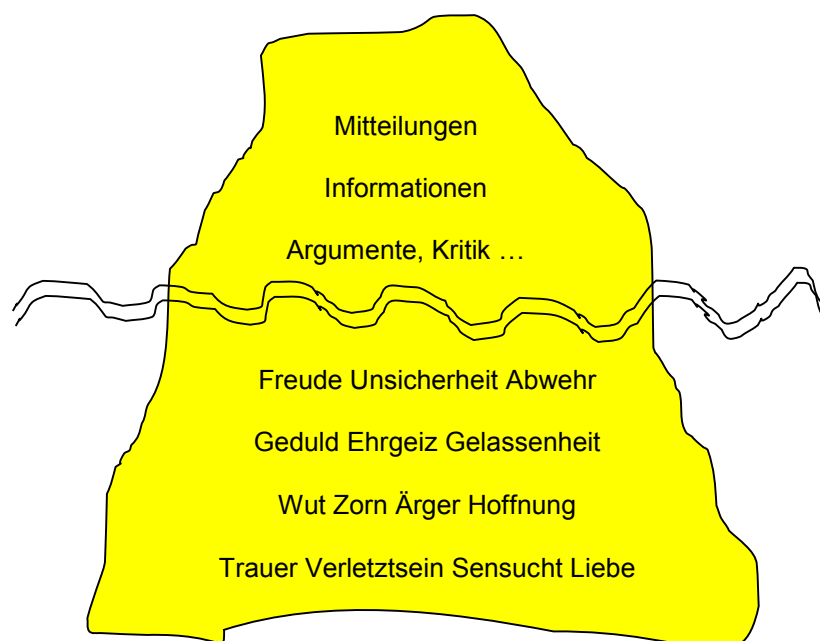 Mitteilungen
Informationen
Argumente, Kritik …
Freude Unsicherheit Abwehr
Geduld Ehrgeiz Gelassenheit
Wut Zorn Ärger Hoffnung
Trauer Verletztsein Sensucht Liebe